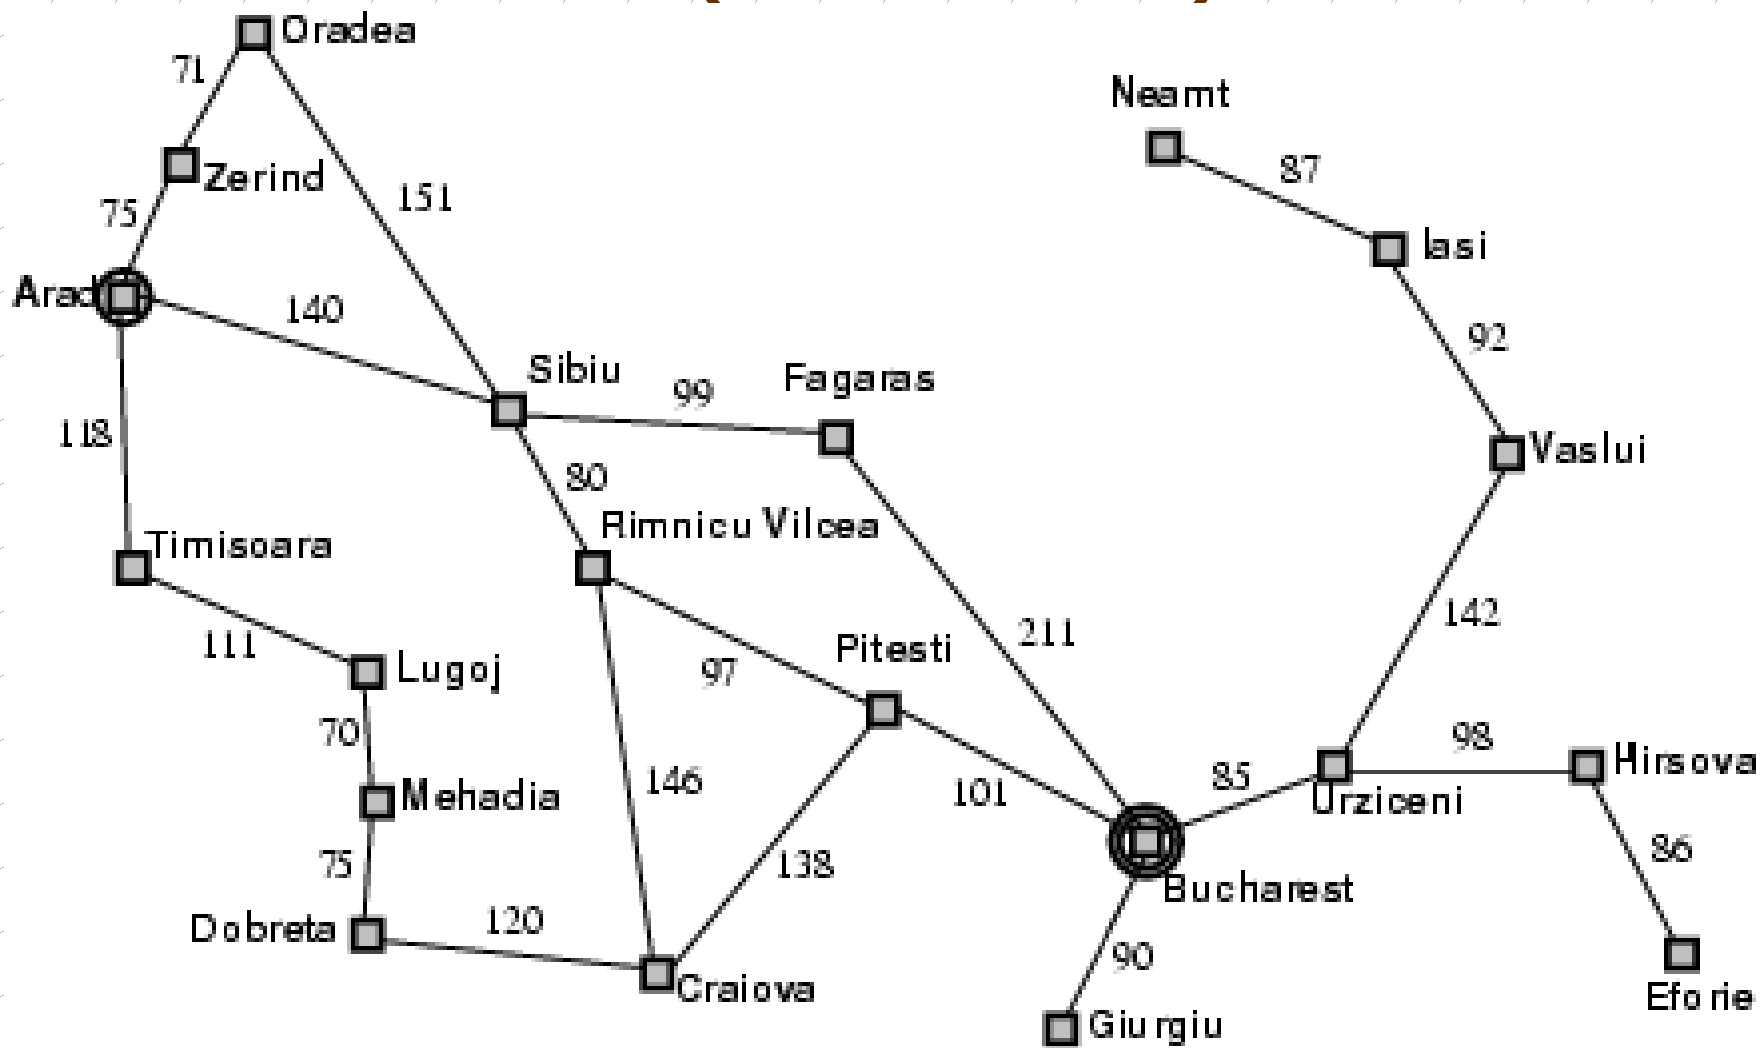 Oradea
71
Neamt
87
Zerind
151
75
Iasi
Arad
140
92
Sibiu
99
Fagaras
118
Vaslui
80
Rimnicu Vilcea
Timisoara
142
211
111
Pitesti
97
Lugoj
70
98
Hirsova
146
85
101
Urziceni
Mehadia
86
75
138
Bucharest
120
Dobreta
90
Craiova
Eforie
Giurgiu